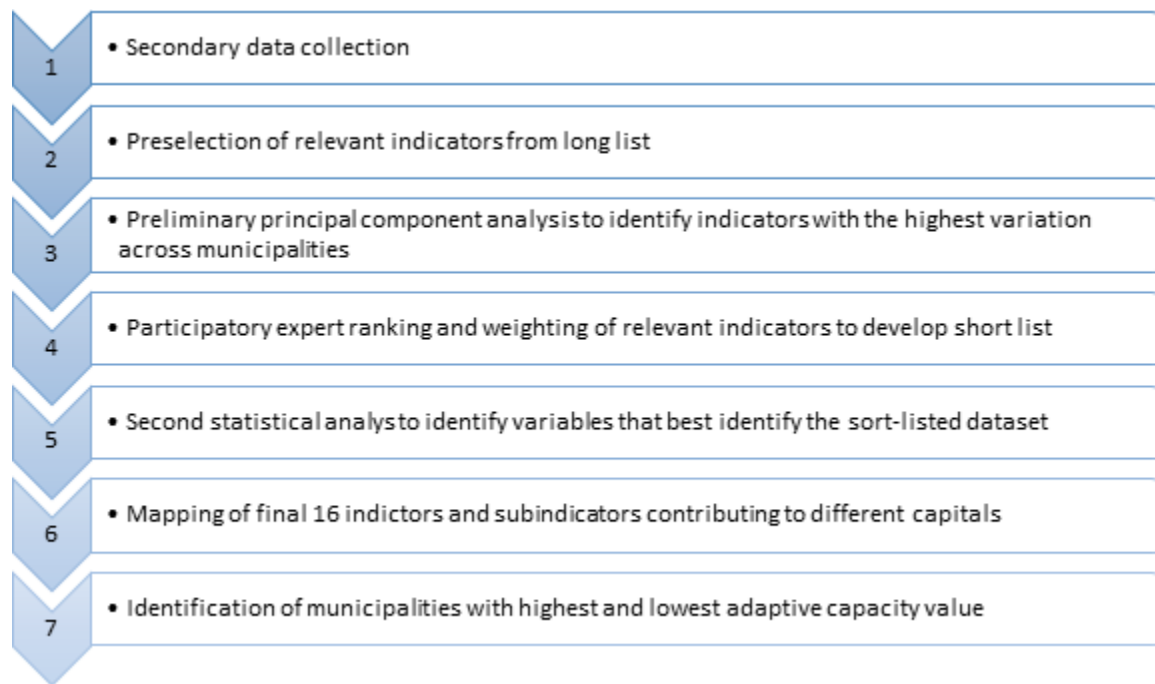 1
• Secondary data collection
2
• Preselection of relevant indicators from long list
3
• Preliminary principal component analysis to identify indicators with the highest variation
across municipalities
4
• Participatory expert ranking and weighting of relevant indicators to develop short list
5
• Second statistical analys to identify variables that best identify the sort-listed dataset
6
• Mapping of final 16 indictors and subindicators contributing to different capitals
7
• Identification of municipalities with highest and lowest adaptive capacity value